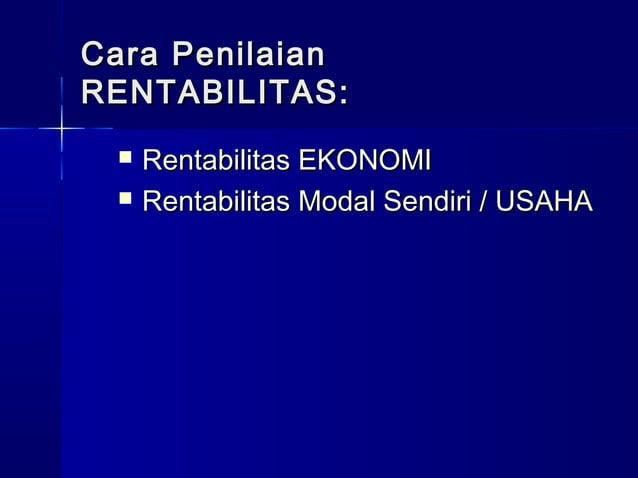 Cara Penilaian
RENTABILITAS:
Rentabilitas EKONOMI
Rentabilitas Modal Sendiri / USAHA